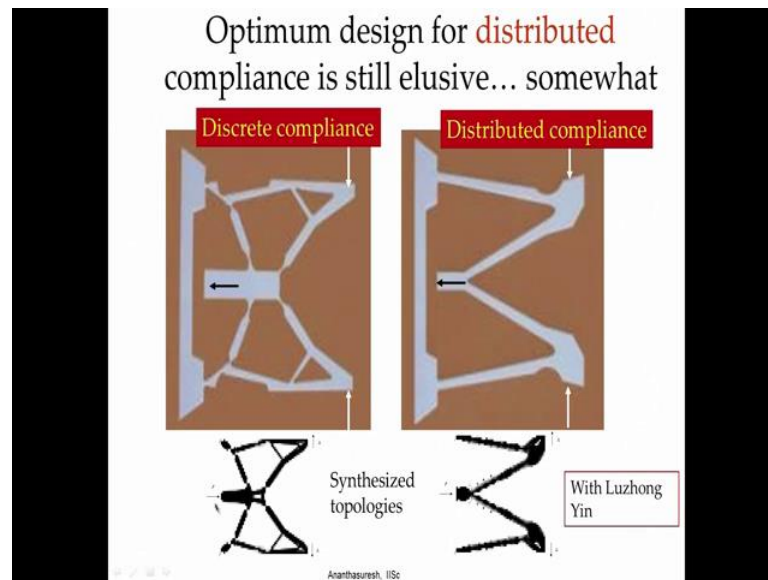 Optimum design for distributed
compliance is still elusive... somewhat
Discrete compliance
Distributed compliance
Synthesized
topologies
With Luzhong
Yin
Ananthasuresh, IISc